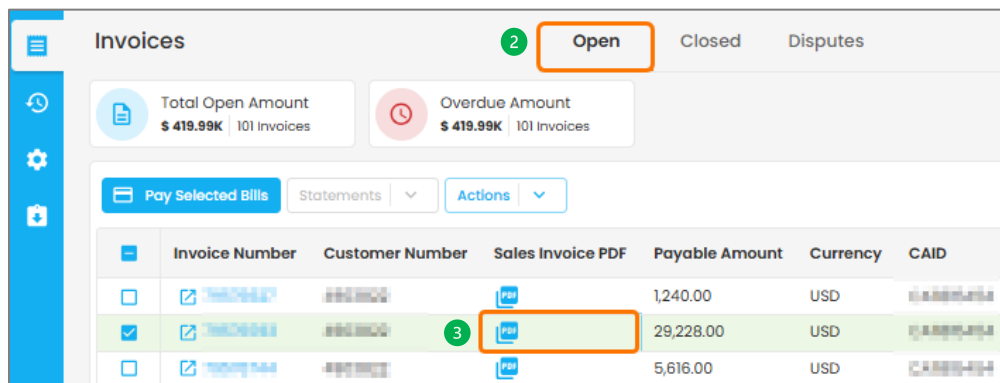 Invoices 2 Open Closed Disputes
Total Open Amount Overdue Amount
$ 419.99K 101 Invoices $ 419.99K 101 Invoices
Pay Selected Bills Statements Actions
Invoice Number Customer Number Sales Invoice PDF Payable Amount Currency CAID
PDF 1,240.00 USD
3 PDF 29,228.00 USD
PDF 5,616.00 USD